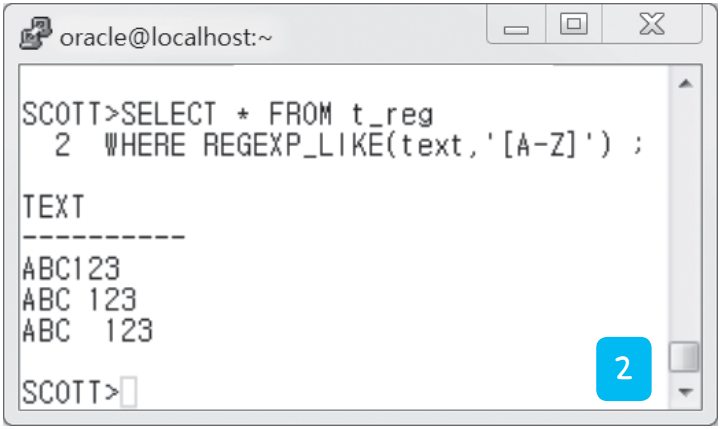 oracle@localhost:~
SCOTT>SELECT * FROM t_reg
  2  WHERE REGEXP_LIKE(text,'[A-Z]') ;
TEXT
----------
ABC123
ABC 123
ABC  123
SCOTT>
2